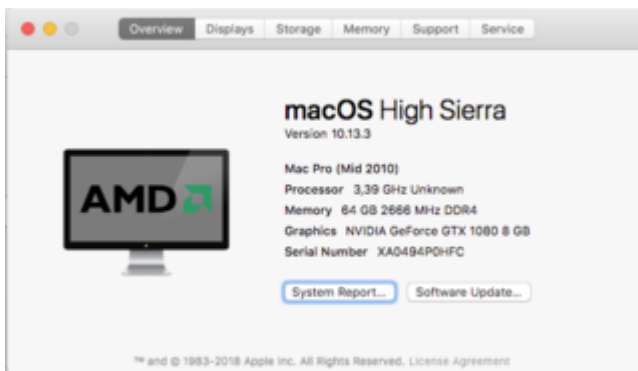 Overview Displays Storage Memory Support Service
macOS High Sierra
Version 10.13.3
Mac Pro (Mid 2010)
Processor 3,39 GHz Unknown
Memory 64 GB 2666 MHz DDR4
Graphics NVIDIA GeForce GTX 1080 8 GB
Serial Number XA0494P0HFC
AMD
System Report... Software Update...
™ and © 1983-2018 Apple Inc. All Rights Reserved. License Agreement